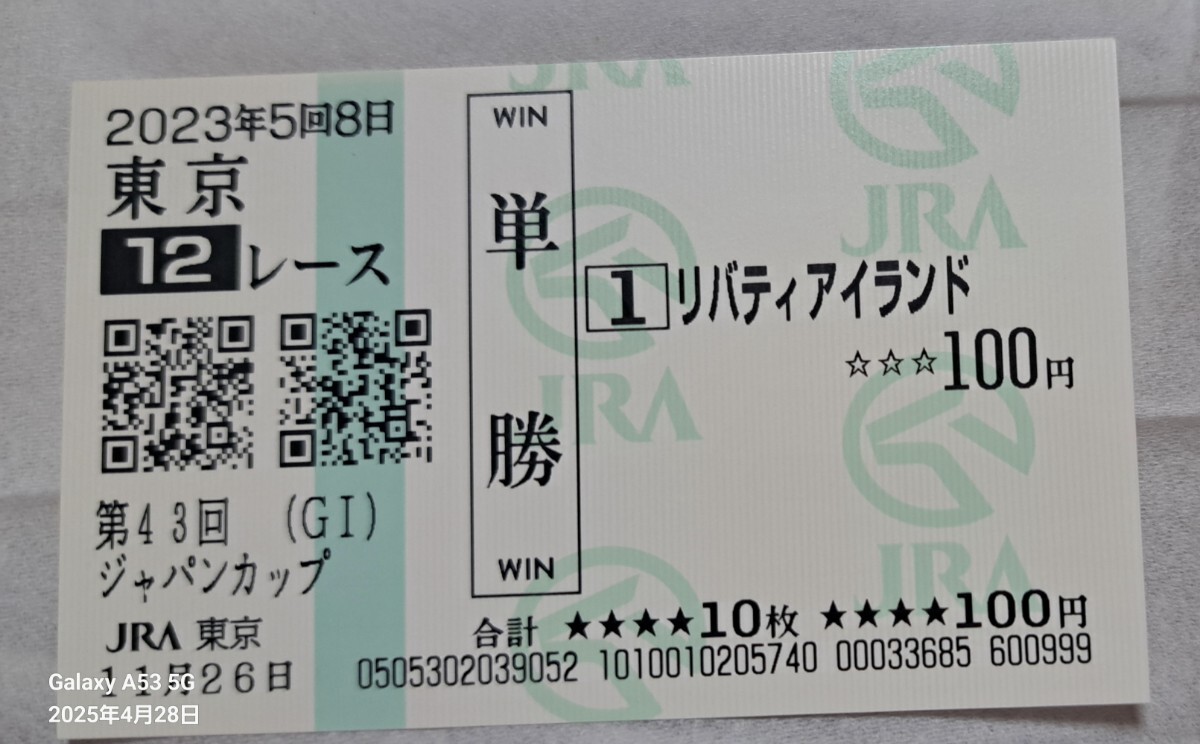 2023年5回8日
東京
12レース
第43回 (GI)
ジャパンカップ
JRA 東京
11月26日
WIN
単勝
WIN
1 リバティアイランド
☆☆☆100円
合計 ★★★★10枚 ★★★★100円
0505302039052 1010010205740 00033685 600999
JRA
JRA
JRA
JRA
Galaxy A53 5G
2025年4月28日